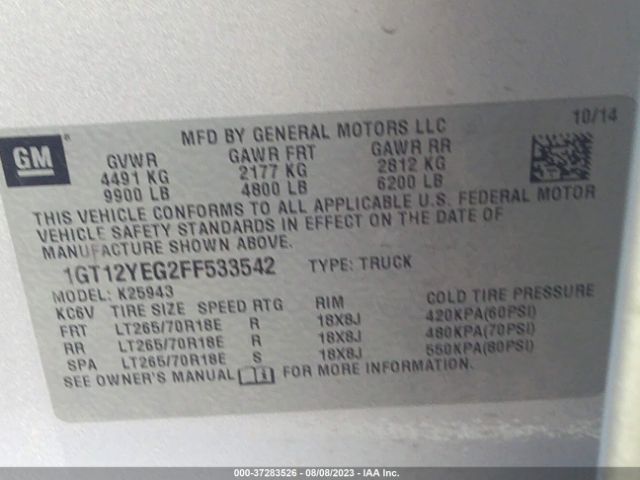 GM
MFD BY GENERAL MOTORS LLC
10/14
GVWR GAWR FRT GAWR RR
4491 KG 2177 KG 2812 KG
9900 LB 4800 LB 6200 LB
THIS VEHICLE CONFORMS TO ALL APPLICABLE U.S. FEDERAL MOTOR
VEHICLE SAFETY STANDARDS IN EFFECT ON THE DATE OF
MANUFACTURE SHOWN ABOVE.
1GT12YEG2FF533542 TYPE: TRUCK
MODEL: K25943
KC6V TIRE SIZE SPEED RTG RIM COLD TIRE PRESSURE
FRT LT265/70R18E R 18X8J 420KPA(60PSI)
RR LT265/70R18E R 18X8J 480KPA(70PSI)
SPA LT265/70R18E S 18X8J 550KPA(80PSI)
SEE OWNER'S MANUAL FOR MORE INFORMATION.
000-37283526 - 08/08/2023 - IAA Inc.